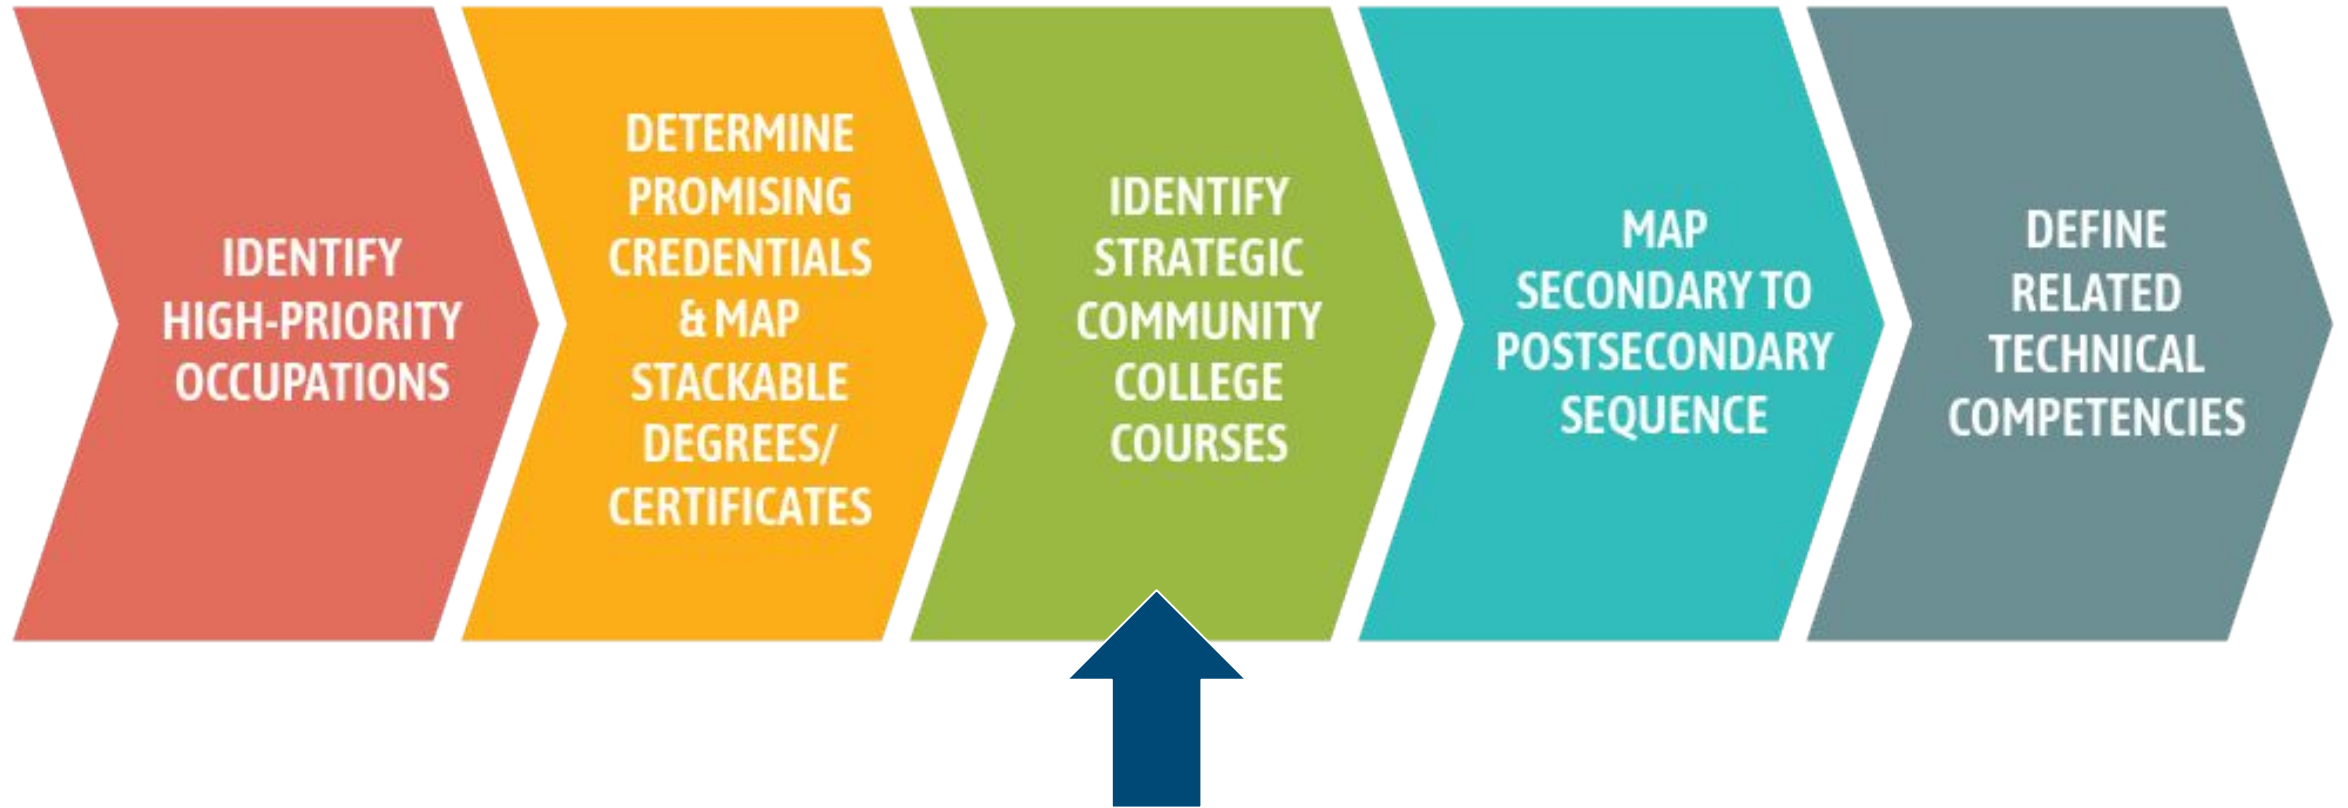 IDENTIFY
HIGH-PRIORITY
OCCUPATIONS
DETERMINE
PROMISING
CREDENTIALS
& MAP
STACKABLE
DEGREES/
CERTIFICATES
IDENTIFY
STRATEGIC
COMMUNITY
COLLEGE
COURSES
MAP
SECONDARY TO
POSTSECONDARY
SEQUENCE
DEFINE
RELATED
TECHNICAL
COMPETENCIES